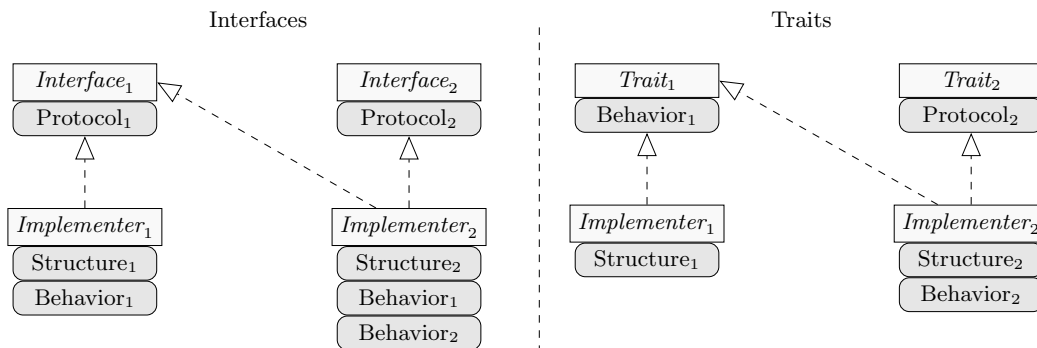 Interfaces
Interface₁
Protocol₁
Interface₂
Protocol₂
Implementer₁
Structure₁
Behavior₁
Implementer₂
Structure₂
Behavior₁
Behavior₂
Traits
Trait₁
Behavior₁
Trait₂
Protocol₂
Implementer₁
Structure₁
Implementer₂
Structure₂
Behavior₂